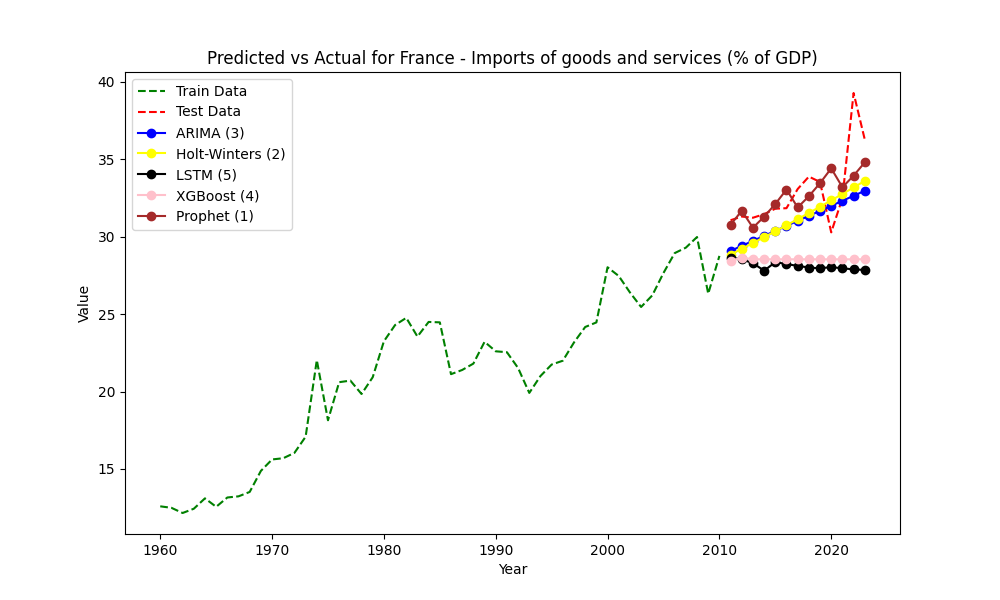 Predicted vs Actual for France - Imports of goods and services (% of GDP)
40
35
30
25
20
15
Value
Train Data
Test Data
ARIMA (3)
Holt-Winters (2)
LSTM (5)
XGBoost (4)
Prophet (1)
1960 1970 1980 1990 2000 2010 2020
Year